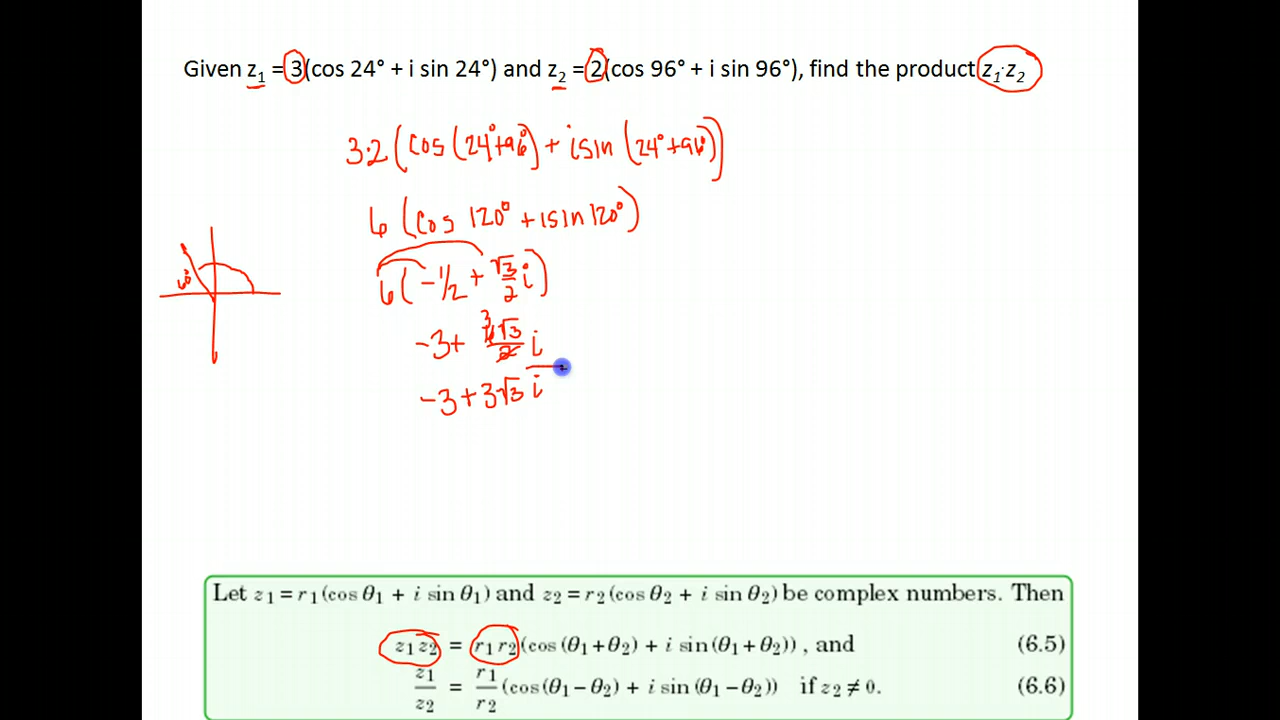 Given z₁ = 3(cos 24° + i sin 24°) and z₂ = 2(cos 96° + i sin 96°), find the product z₁·z₂
3·2 (cos (24°+96°) + i sin (24°+96°))
6 (cos 120° + i sin 120°)
6 (-1/2 + √3/2 i)
60°
-3 + 6√3/2 i
3
-3 + 3√3 i
Let z₁ = r₁(cos θ₁ + i sin θ₁) and z₂ = r₂(cos θ₂ + i sin θ₂) be complex numbers. Then
z₁z₂ = r₁r₂(cos (θ₁+θ₂) + i sin (θ₁+θ₂)), and (6.5)
z₁/z₂ = r₁/r₂ (cos (θ₁−θ₂) + i sin (θ₁−θ₂)) if z₂ ≠ 0. (6.6)